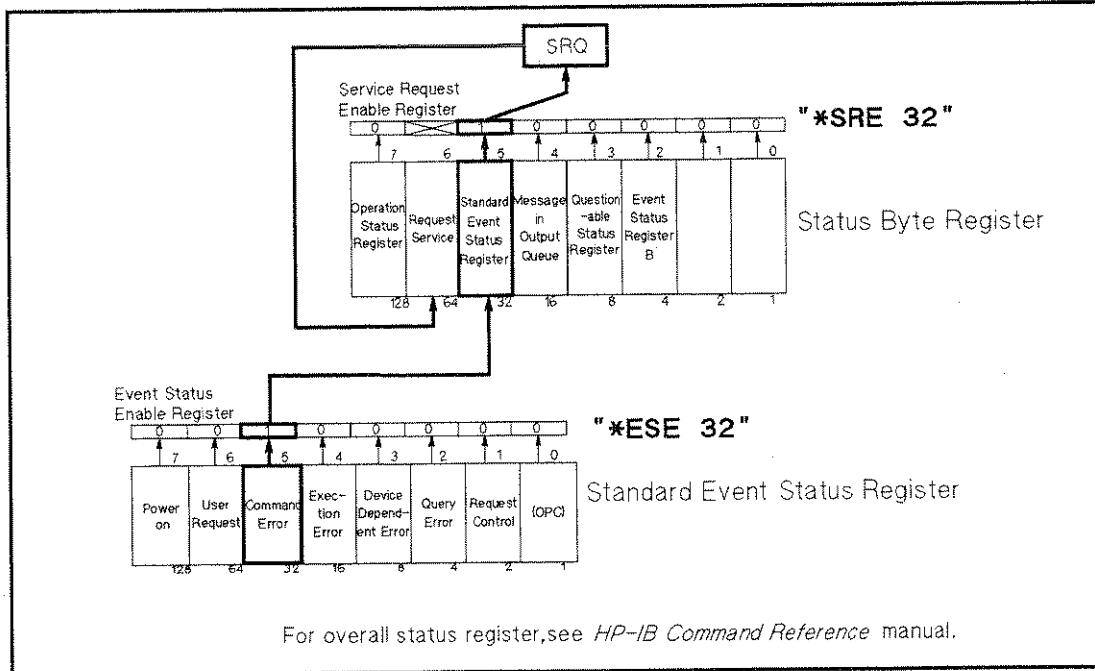 SRQ
Service Request
Enable Register
"*SRE 32"
0 1 0 0 0 0 0
7 6 5 4 3 2 1 0
Operation Status Register
Request Service
Standard Event Status Register
Message in Output Queue
Question-able Status Register
Event Status Register B
Status Byte Register
128 64 32 16 8 4 2 1
Event Status
Enable Register
"*ESE 32"
0 0 1 0 0 0 0 0
7 6 5 4 3 2 1 0
Power on
User Request
Command Error
Exec-tion Error
Device Depend-ent Error
Query Error
Request Control
(OPC)
Standard Event Status Register
128 64 32 16 8 4 2 1
For overall status register,see HP-IB Command Reference manual.